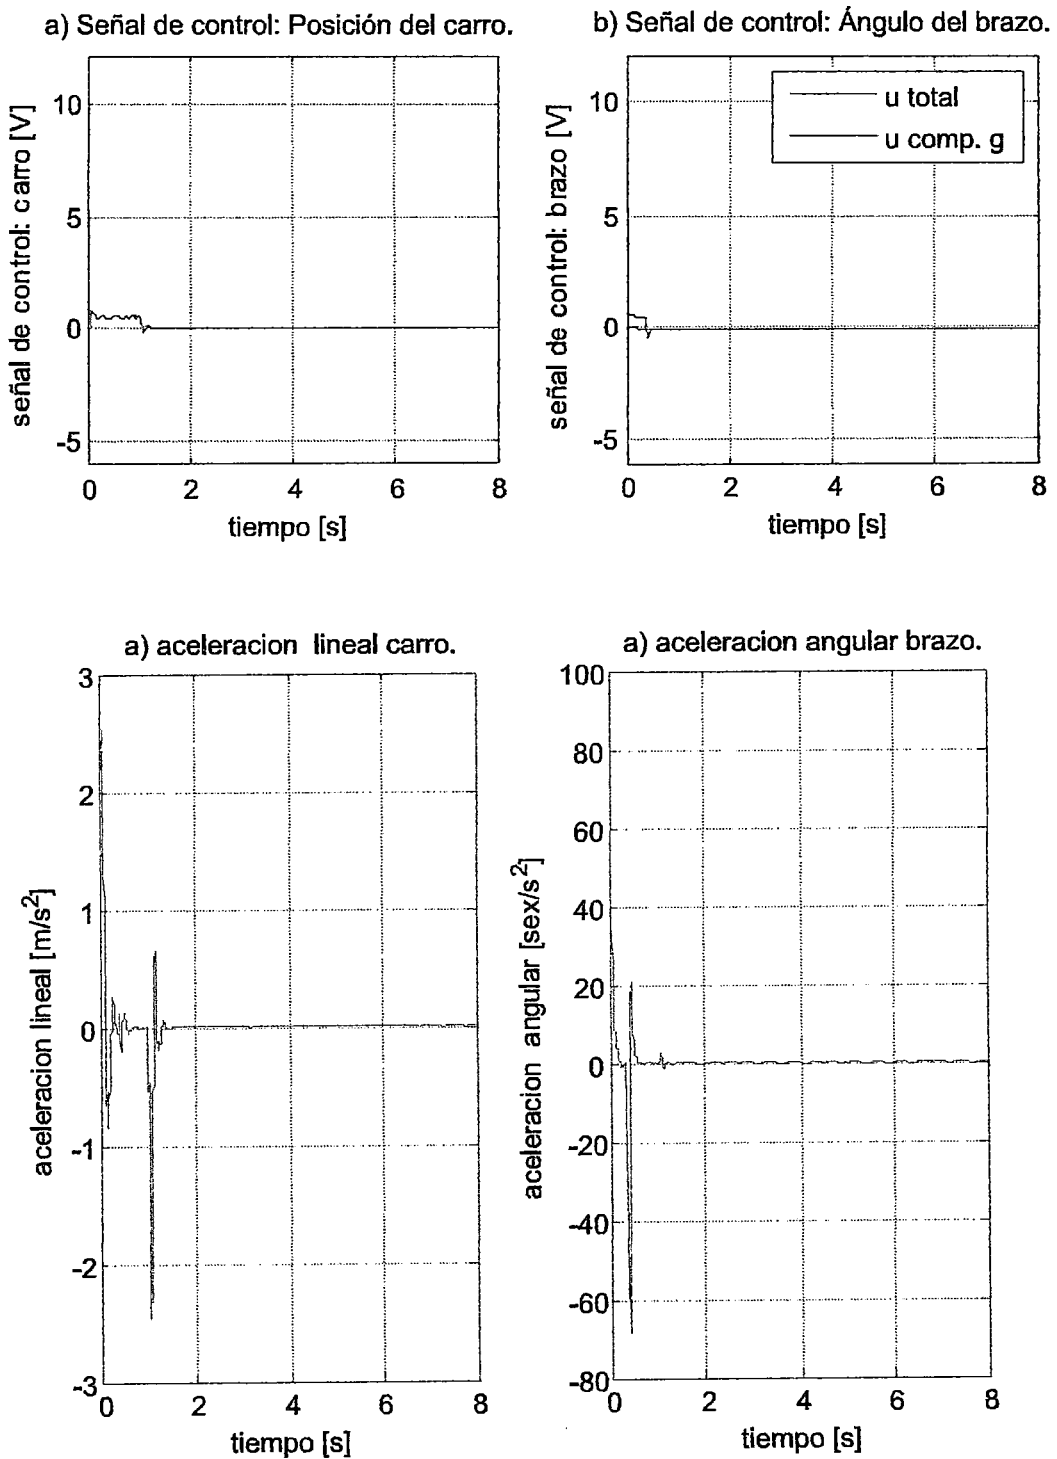 a) Señal de control: Posición del carro.
señal de control: carro [V]
10
5
0
-5
0 2 4 6 8
tiempo [s]
b) Señal de control: Ángulo del brazo.
señal de control: brazo [V]
10
5
0
-5
u total
u comp. g
0 2 4 6 8
tiempo [s]
a) aceleracion lineal carro.
aceleracion lineal [m/s²]
3
2
1
0
-1
-2
-3
0 2 4 6 8
tiempo [s]
a) aceleracion angular brazo.
aceleracion angular [sex/s²]
100
80
60
40
20
0
-20
-40
-60
-80
0 2 4 6 8
tiempo [s]